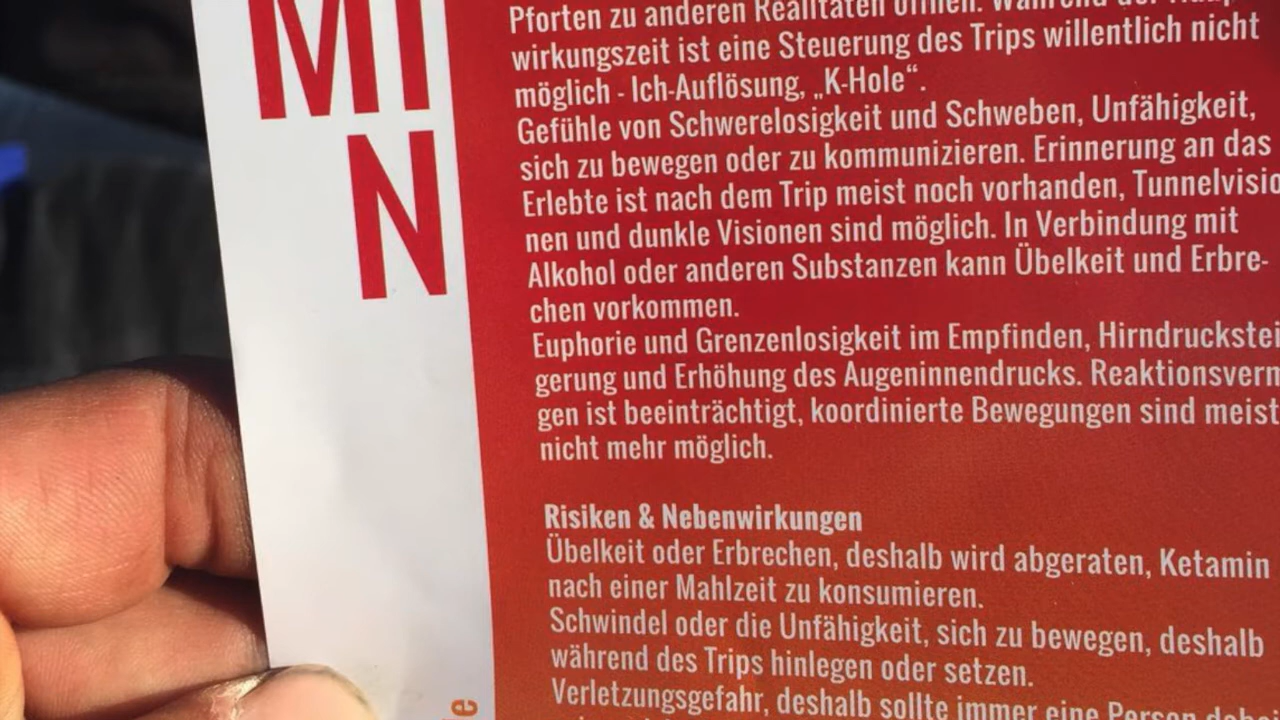 MI
N
Pforten zu anderen Realitäten öffnen. Während der
wirkungszeit ist eine Steuerung des Trips willentlich nicht
möglich - Ich-Auflösung, „K-Hole“.
Gefühle von Schwerelosigkeit und Schweben, Unfähigkeit,
sich zu bewegen oder zu kommunizieren. Erinnerung an das
Erlebte ist nach dem Trip meist noch vorhanden, Tunnelvisio
nen und dunkle Visionen sind möglich. In Verbindung mit
Alkohol oder anderen Substanzen kann Übelkeit und Erbre-
chen vorkommen.
Euphorie und Grenzenlosigkeit im Empfinden, Hirndruckstei
gerung und Erhöhung des Augeninnendrucks. Reaktionsverm
gen ist beeinträchtigt, koordinierte Bewegungen sind meist
nicht mehr möglich.
Risiken & Nebenwirkungen
Übelkeit oder Erbrechen, deshalb wird abgeraten, Ketamin
nach einer Mahlzeit zu konsumieren.
Schwindel oder die Unfähigkeit, sich zu bewegen, deshalb
während des Trips hinlegen oder setzen.
Verletzungsgefahr, deshalb sollte immer eine Person dabei